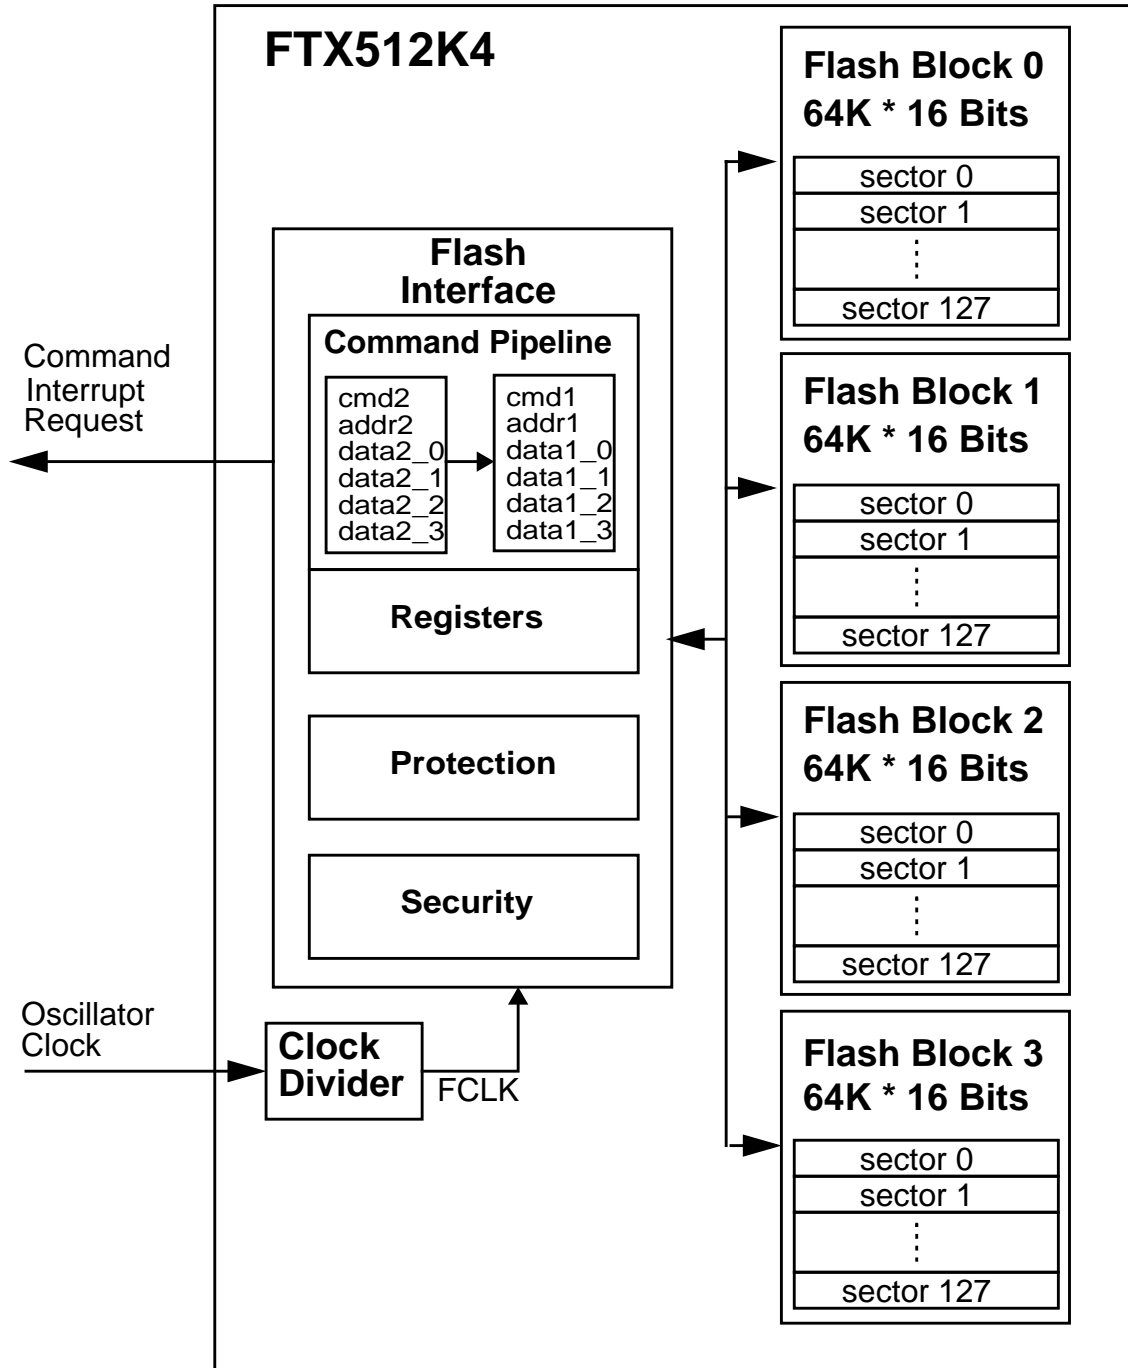 FTX512K4
Flash Block 0
64K * 16 Bits
sector 0
sector 1
sector 127
Flash
Interface
Command Pipeline
cmd2
addr2
data2_0
data2_1
data2_2
data2_3
cmd1
addr1
data1_0
data1_1
data1_2
data1_3
Registers
Protection
Security
Command
Interrupt
Request
Flash Block 1
64K * 16 Bits
sector 0
sector 1
sector 127
Flash Block 2
64K * 16 Bits
sector 0
sector 1
sector 127
Oscillator
Clock
Clock
Divider
FCLK
Flash Block 3
64K * 16 Bits
sector 0
sector 1
sector 127